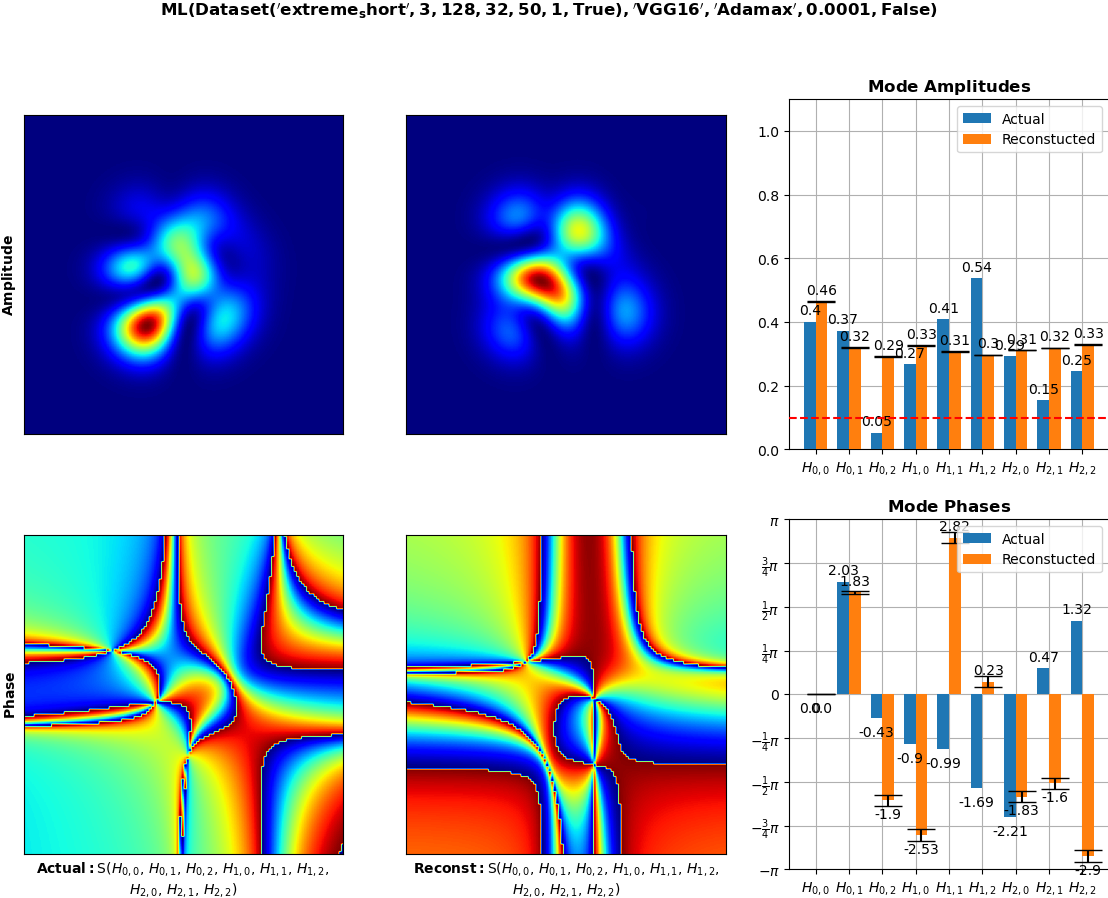 ML(Dataset(′extreme_short′, 3, 128, 32, 50, 1, True), ′VGG16′, ′Adamax′, 0.0001, False)
Mode Amplitudes
Actual
Reconstucted
1.0
0.8
0.6
0.4
0.2
0.0
0.4 0.46
0.37 0.32
0.05 0.29
0.27 0.33
0.41 0.31
0.54 0.3
0.29 0.31
0.15 0.32
0.25 0.33
H0,0 H0,1 H0,2 H1,0 H1,1 H1,2 H2,0 H2,1 H2,2
Amplitude
Mode Phases
Actual
Reconstucted
π
3/4π
1/2π
1/4π
0
−1/4π
−1/2π
−3/4π
−π
0.0 0.0
2.03 1.83
-0.43 -1.9
-0.9 -2.53
-0.99 2.82
-1.69 0.23
-2.21 -1.83
0.47 -1.6
1.32 -2.9
H0,0 H0,1 H0,2 H1,0 H1,1 H1,2 H2,0 H2,1 H2,2
Phase
Actual: S(H0,0, H0,1, H0,2, H1,0, H1,1, H1,2,
H2,0, H2,1, H2,2)
Reconst: S(H0,0, H0,1, H0,2, H1,0, H1,1, H1,2,
H2,0, H2,1, H2,2)